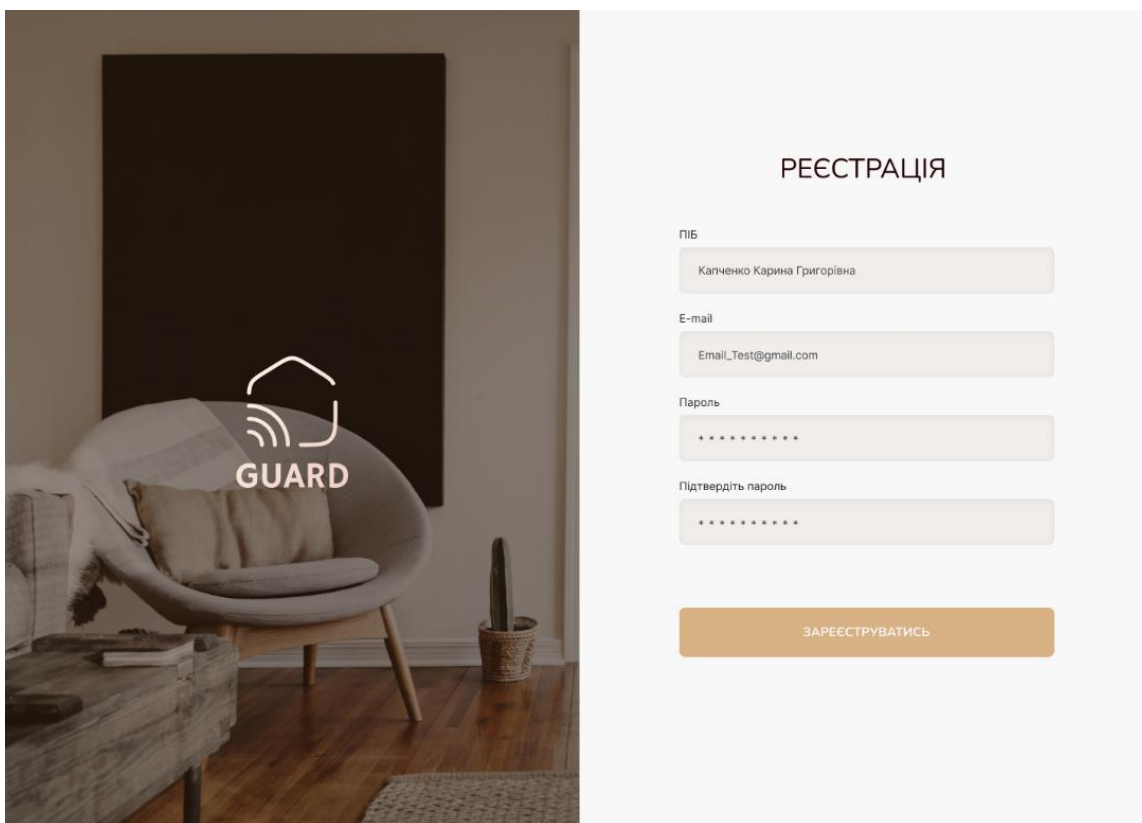 GUARD
РЕЄСТРАЦІЯ
ПІБ
Капченко Карина Григорівна
E-mail
Email_Test@gmail.com
Пароль
* * * * * * * * * *
Підтвердіть пароль
* * * * * * * * * *
ЗАРЕЄСТРУВАТИСЬ